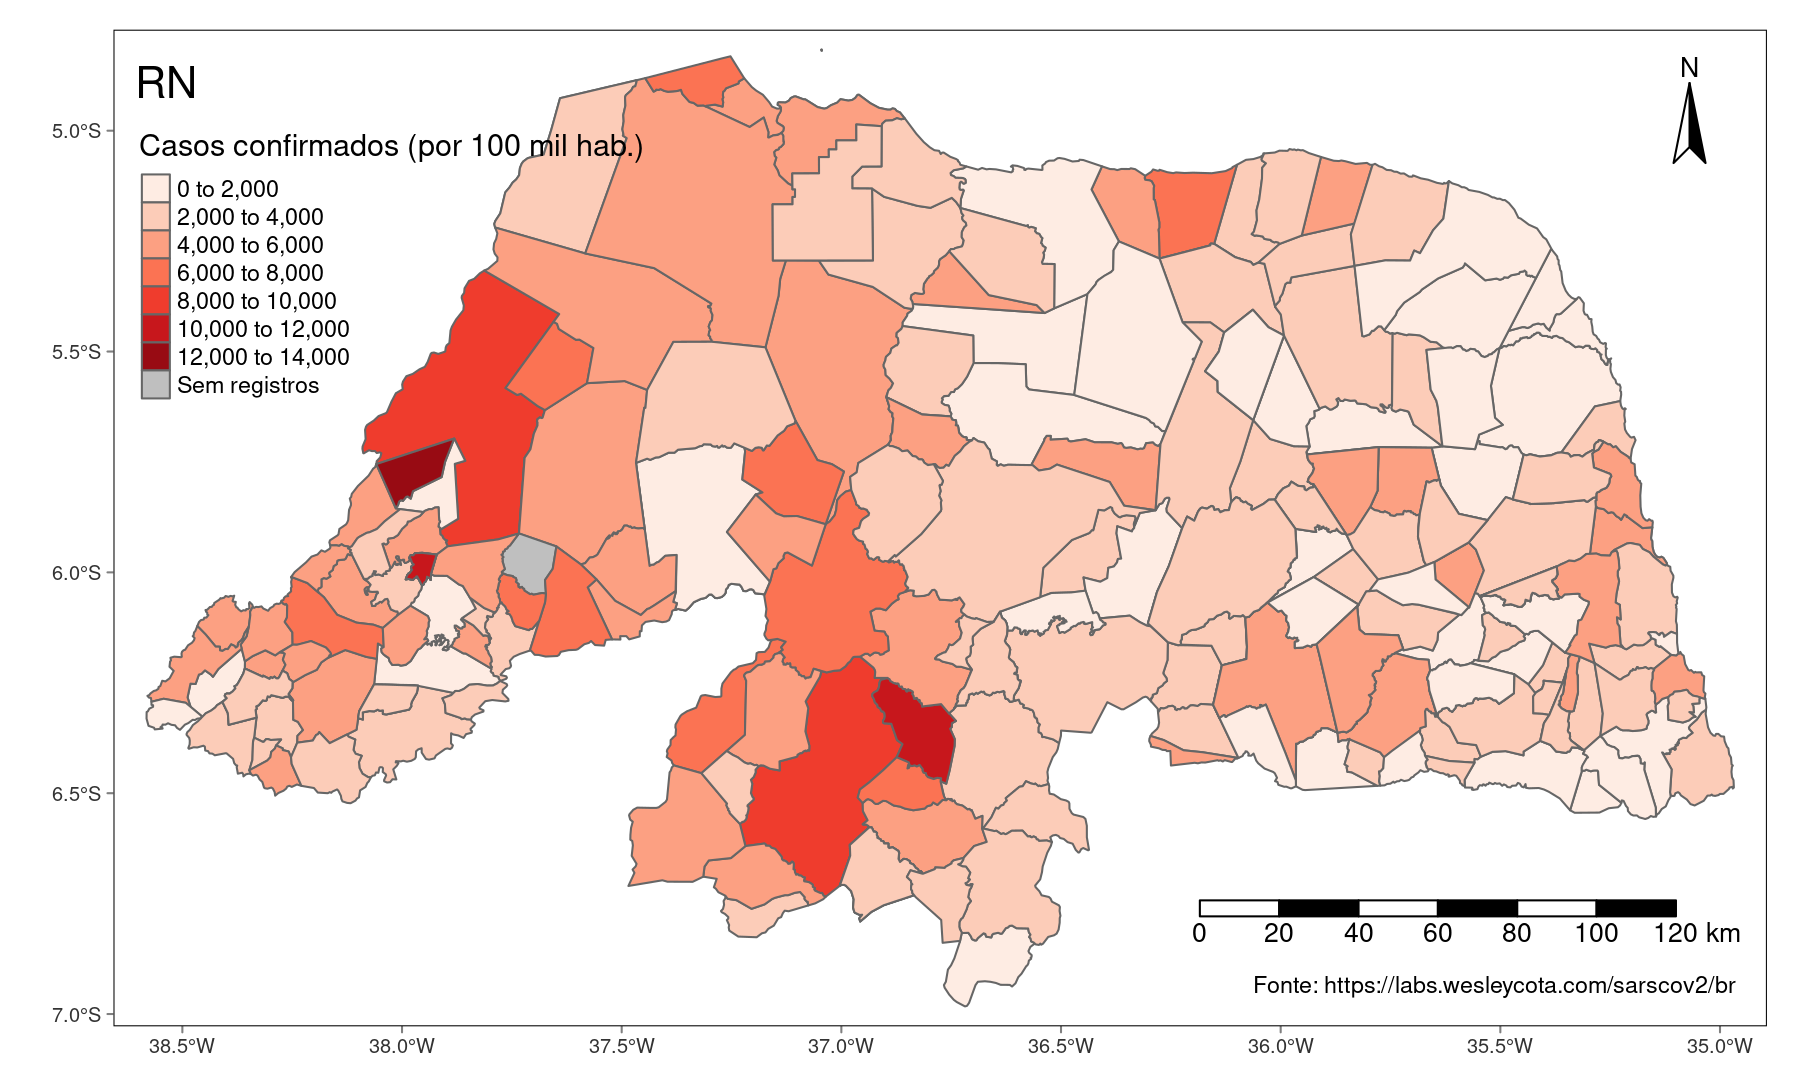 RN
N
Casos confirmados (por 100 mil hab.)
0 to 2,000
2,000 to 4,000
4,000 to 6,000
6,000 to 8,000
8,000 to 10,000
10,000 to 12,000
12,000 to 14,000
Sem registros
5.0°S
5.5°S
6.0°S
6.5°S
7.0°S
0 20 40 60 80 100 120 km
Fonte: https://labs.wesleycota.com/sarscov2/br
38.5°W 38.0°W 37.5°W 37.0°W 36.5°W 36.0°W 35.5°W 35.0°W